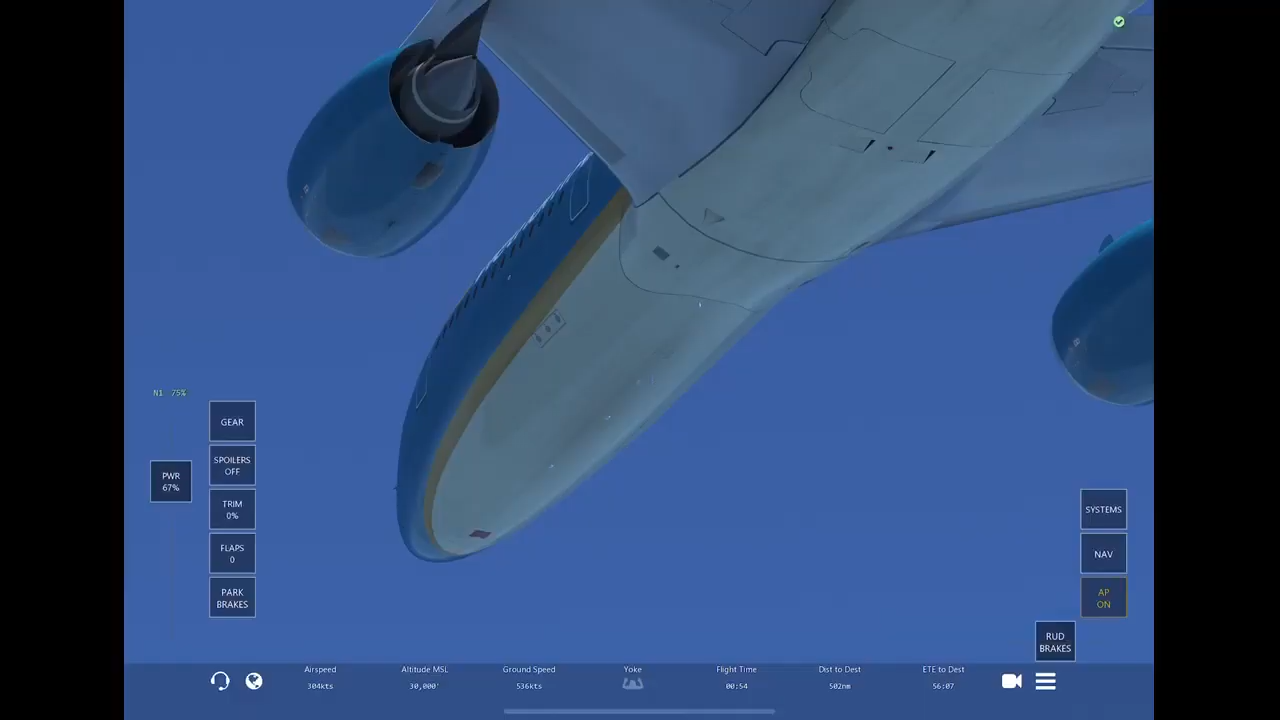 N1 75%
GEAR
SPOILERS
OFF
PWR
67%
TRIM
0%
FLAPS
0
PARK
BRAKES
SYSTEMS
NAV
AP
ON
RUD
BRAKES
Airspeed
304kts
Altitude MSL
30,000'
Ground Speed
536kts
Yoke
Flight Time
00:54
Dist to Dest
502nm
ETE to Dest
56:07